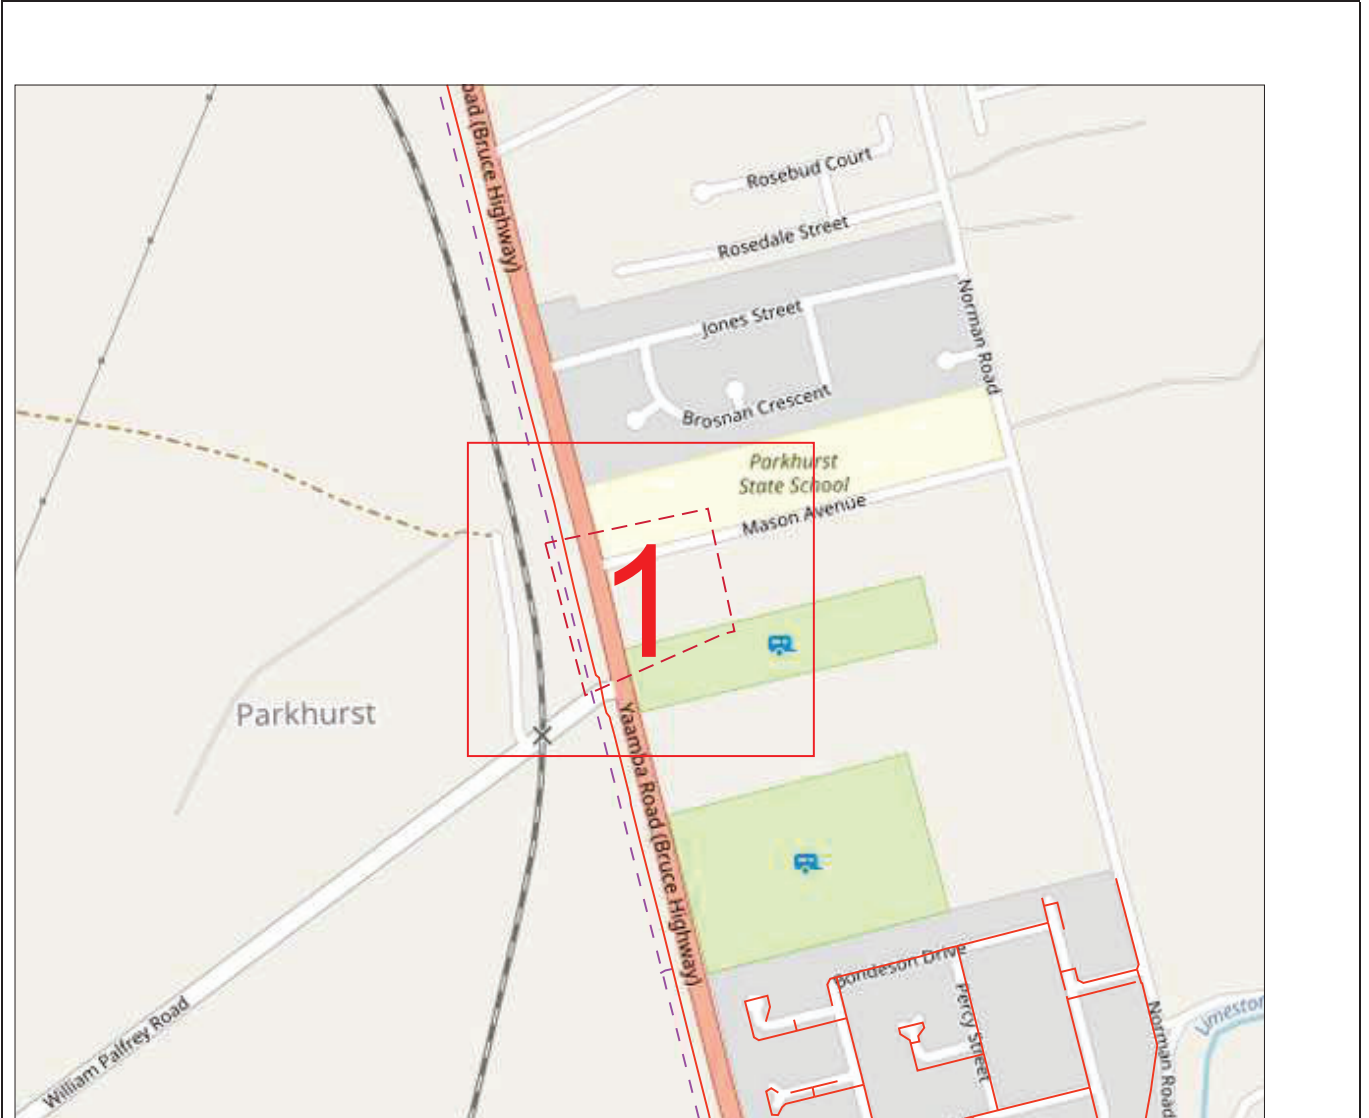 oad (Bruce Highway)
Rosebud Court
Rosedale Street
Norman Road
Jones Street
Brosnan Crescent
Parkhurst
State School
Mason Avenue
1
Parkhurst
Yaamba Road (Bruce Highway)
Bondeson Drive
Percy Street
Norman Road
Limeston
William Palfrey Road